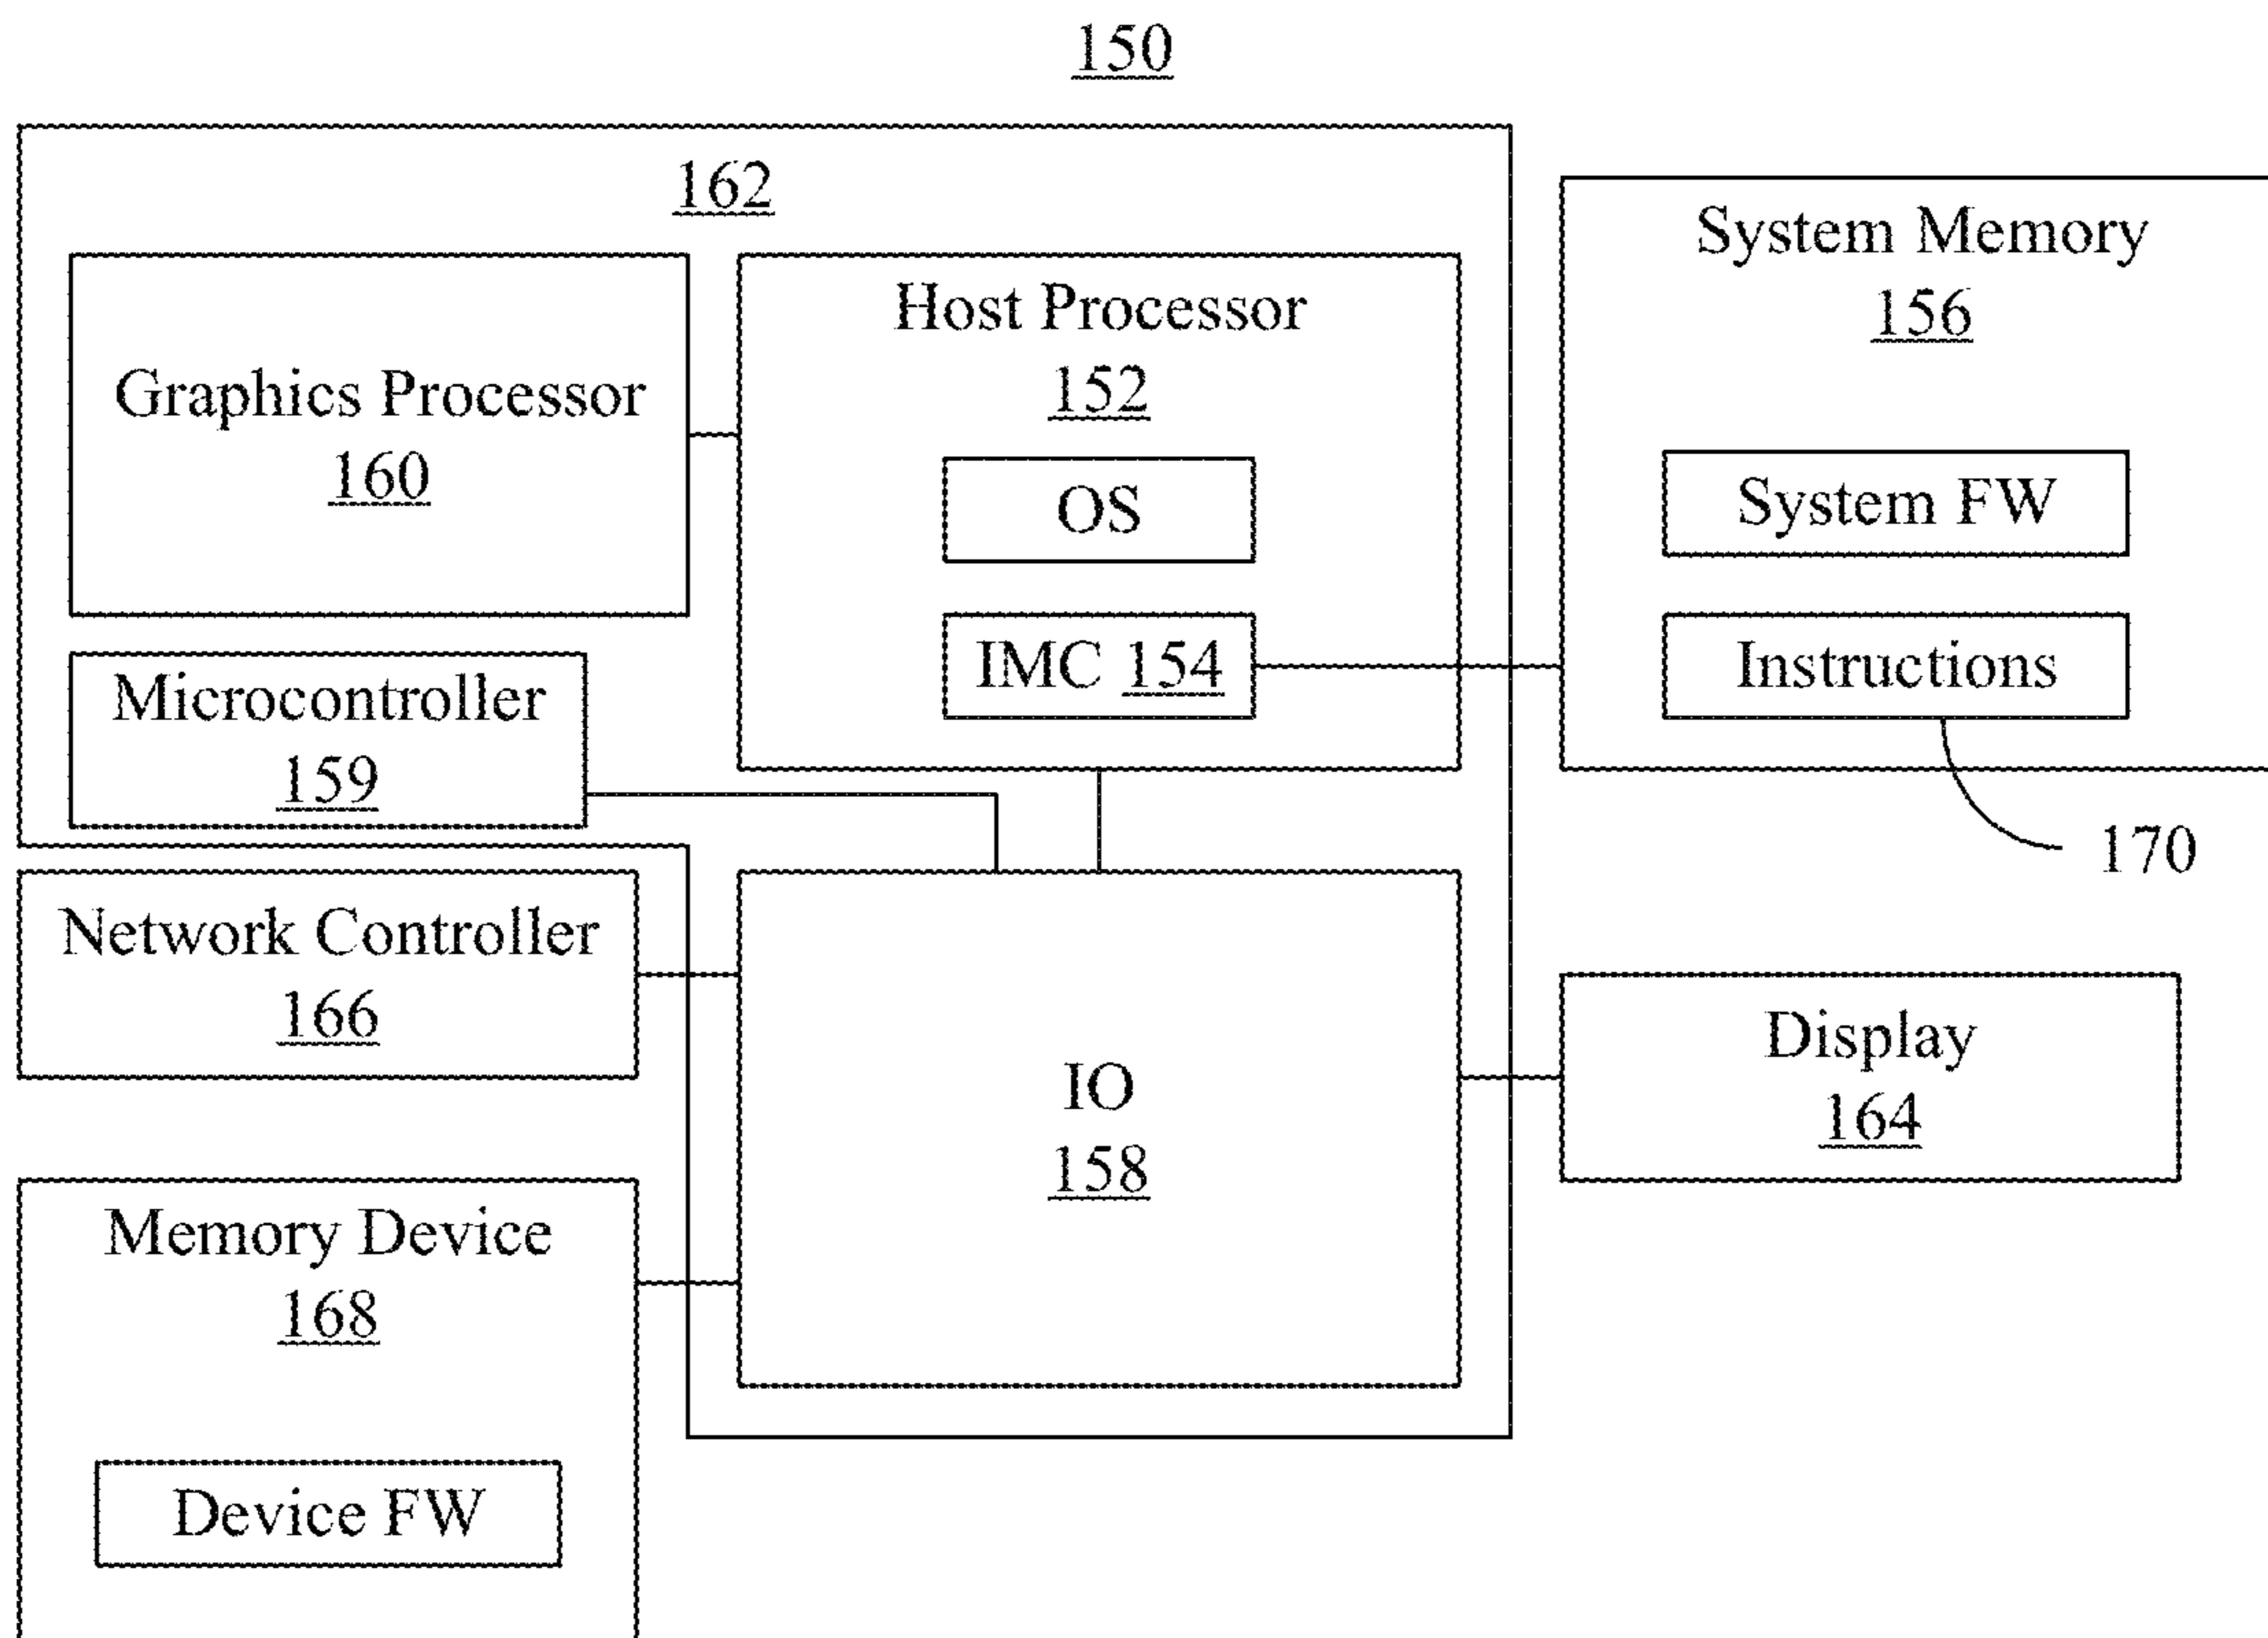 150
162
Graphics Processor
160
Host Processor
152
OS
IMC 154
System Memory
156
System FW
Instructions
170
Microcontroller
159
Network Controller
166
IO
158
Display
164
Memory Device
168
Device FW